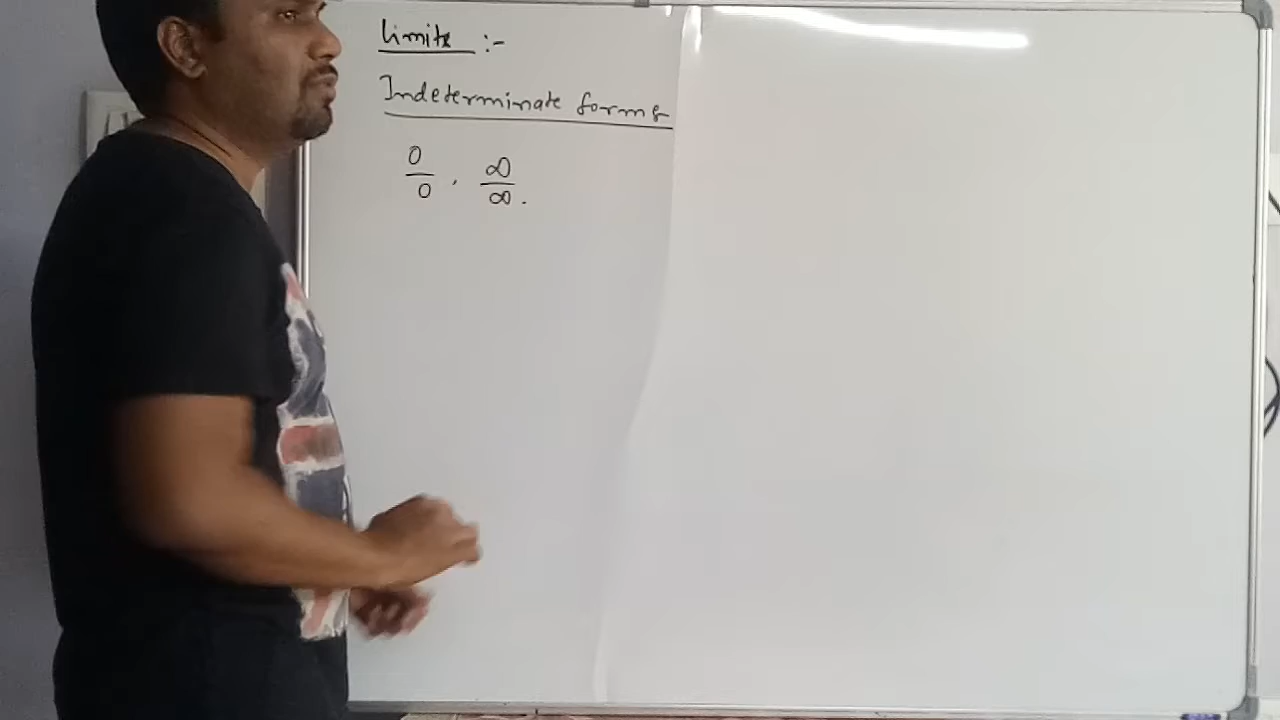 Limits :-
Indeterminate forms
0/0 , ∞/∞.